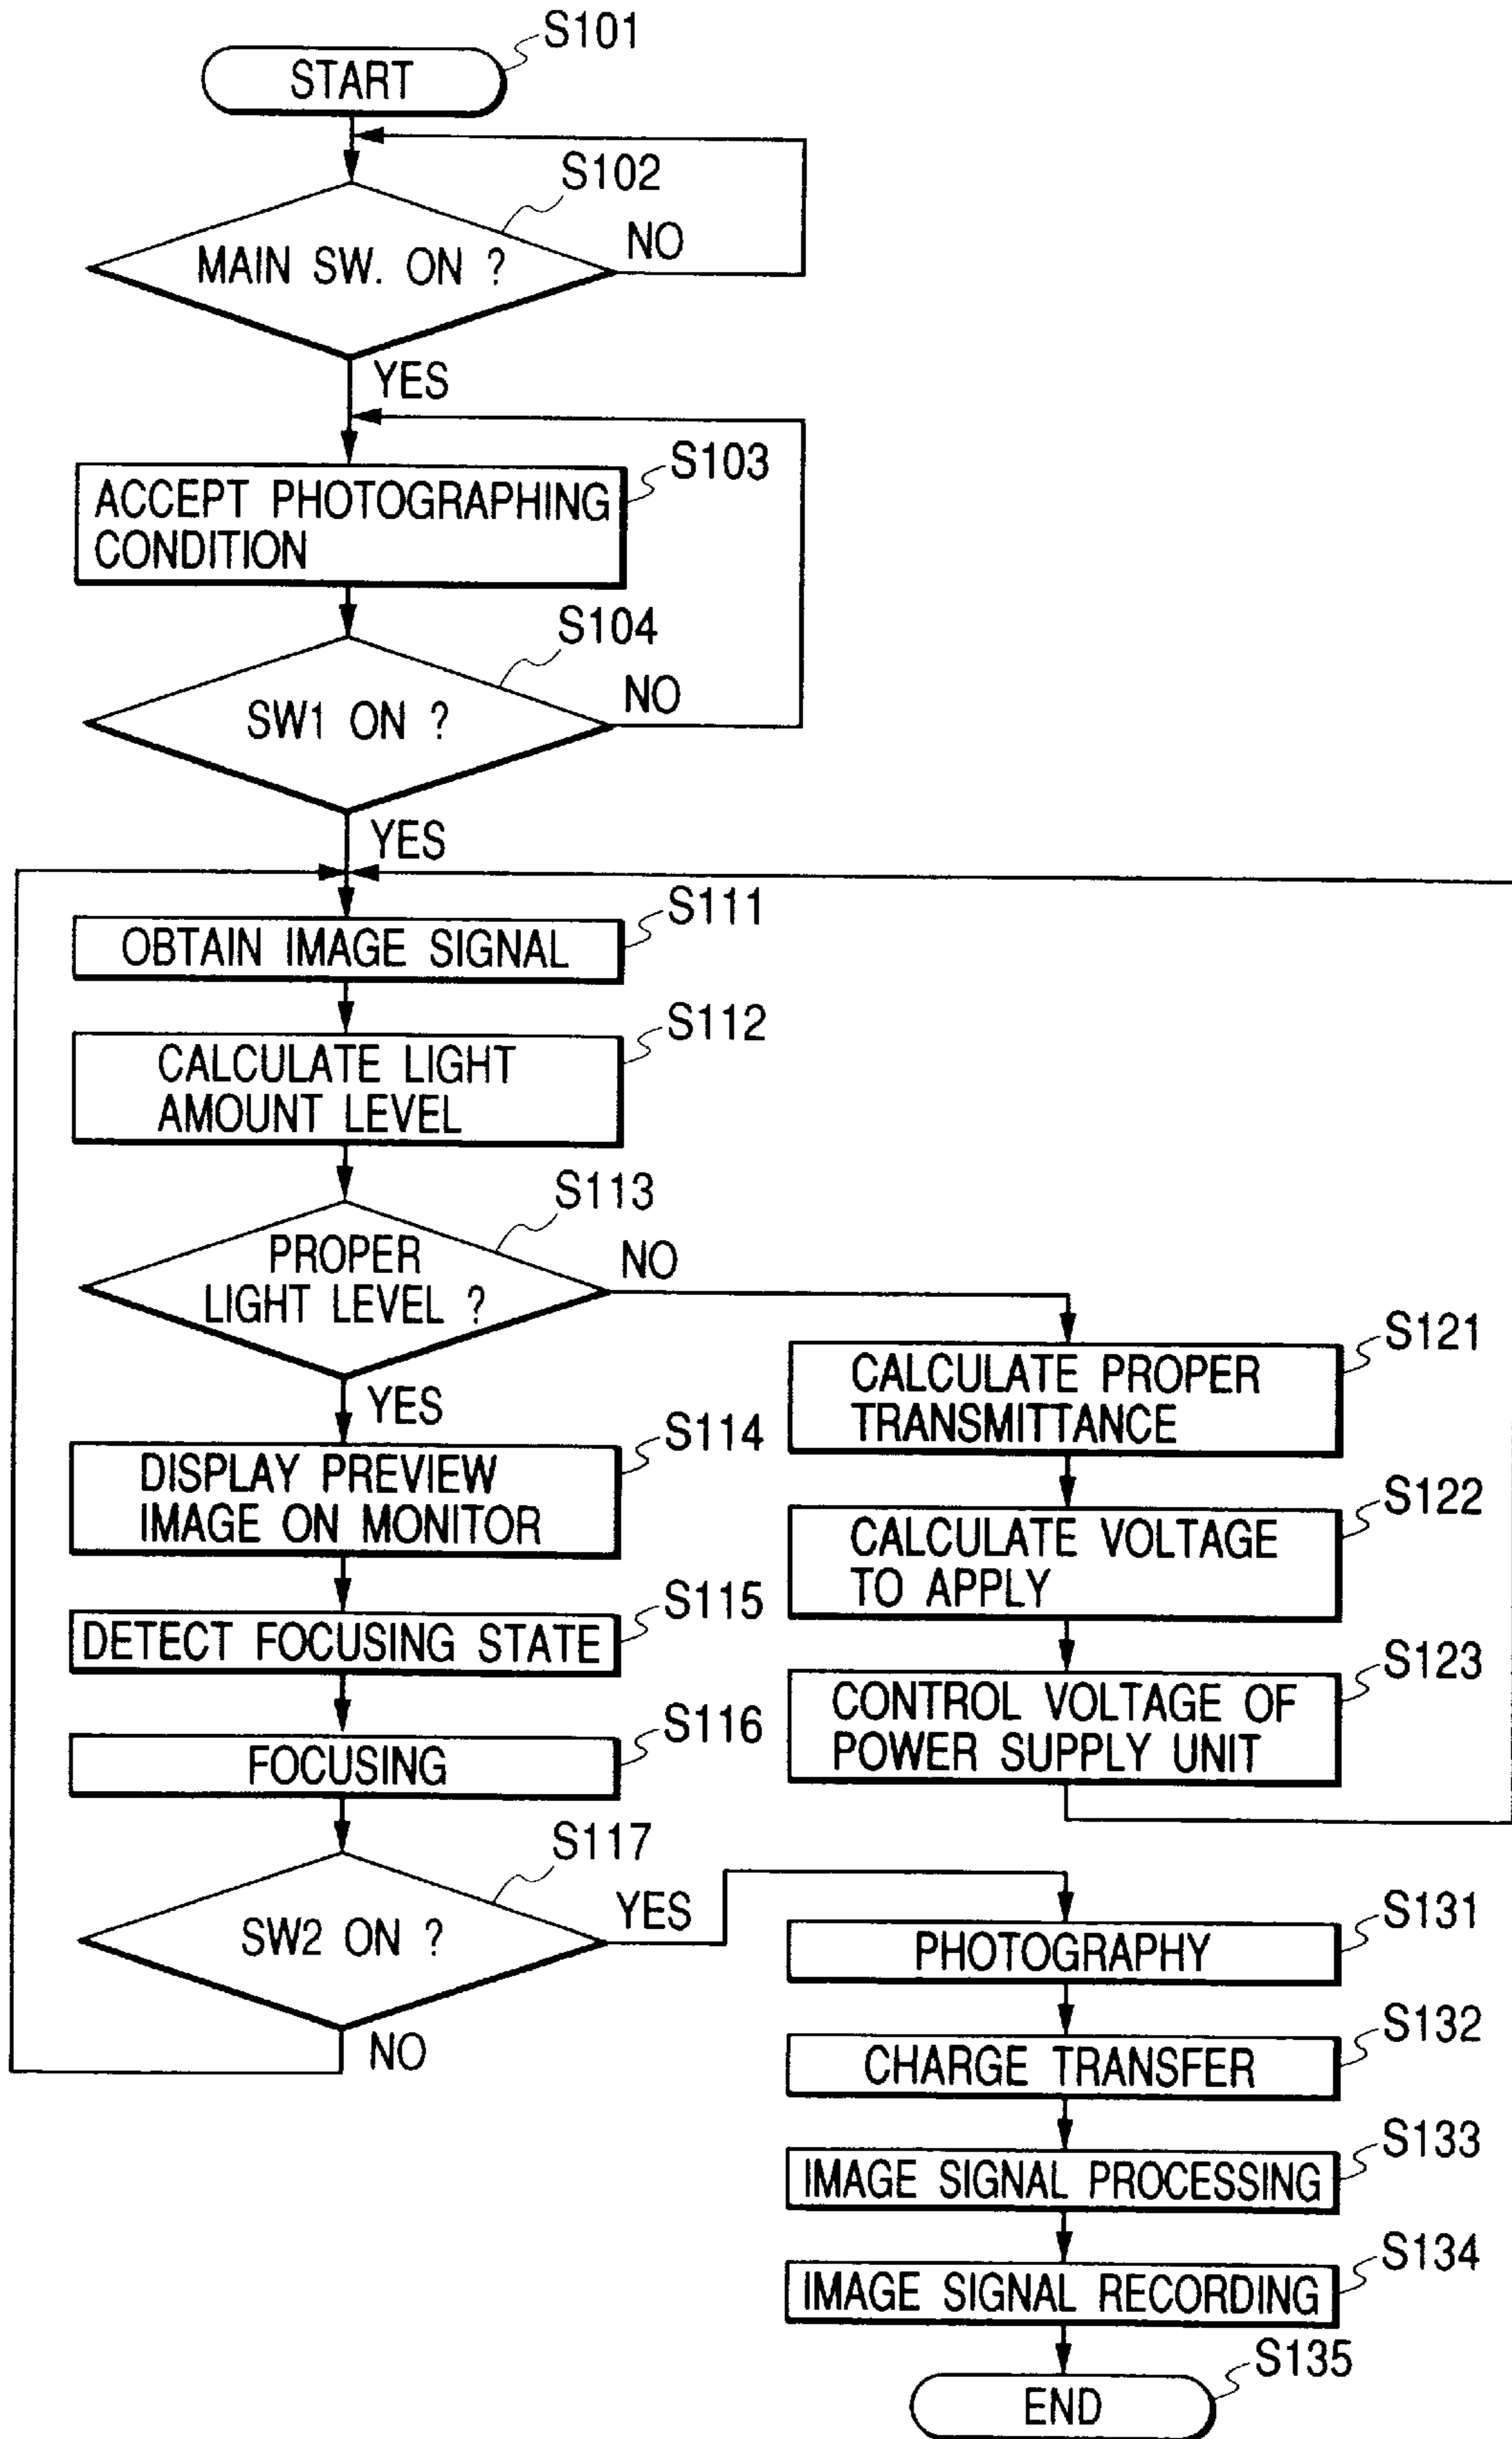 S101
START
S102
MAIN SW. ON ?
NO
YES
S103
ACCEPT PHOTOGRAPHING
CONDITION
S104
SW1 ON ?
NO
YES
S111
OBTAIN IMAGE SIGNAL
S112
CALCULATE LIGHT
AMOUNT LEVEL
S113
PROPER
LIGHT LEVEL ?
NO
YES
S114
DISPLAY PREVIEW
IMAGE ON MONITOR
S115
DETECT FOCUSING STATE
S116
FOCUSING
S117
SW2 ON ?
YES
NO
S121
CALCULATE PROPER
TRANSMITTANCE
S122
CALCULATE VOLTAGE
TO APPLY
S123
CONTROL VOLTAGE OF
POWER SUPPLY UNIT
S131
PHOTOGRAPHY
S132
CHARGE TRANSFER
S133
IMAGE SIGNAL PROCESSING
S134
IMAGE SIGNAL RECORDING
S135
END